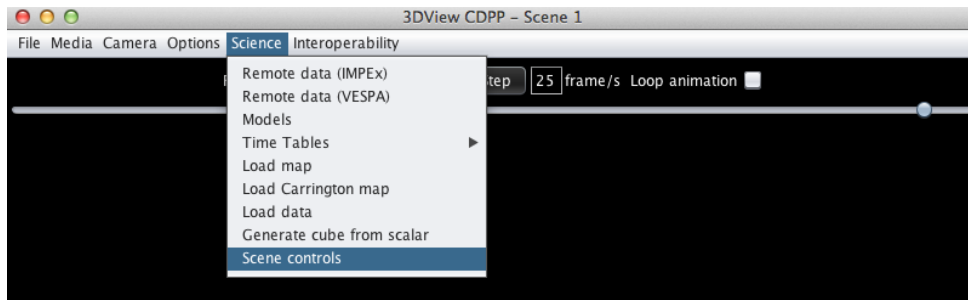 3DView CDPP – Scene 1
File Media Camera Options Science Interoperability
25 frame/s Loop animation
Remote data (IMPEx)
Remote data (VESPA)
Models
Time Tables
Load map
Load Carrington map
Load data
Generate cube from scalar
Scene controls